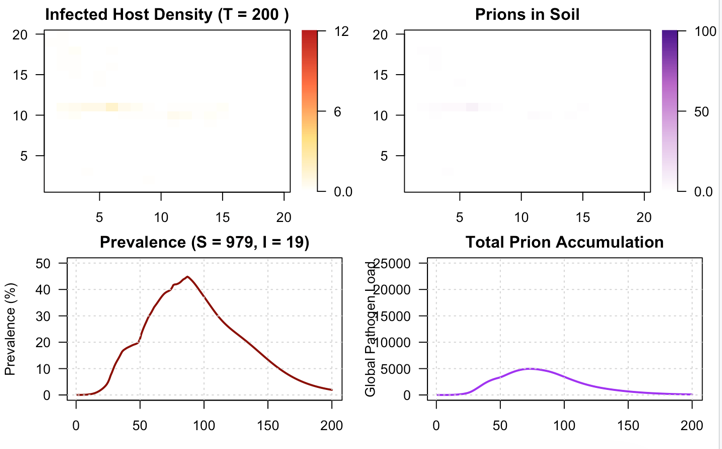 Infected Host Density (T = 200 )
20
15
10
5
5 10 15 20
12
6
0.0
Prions in Soil
20
15
10
5
5 10 15 20
100
50
0.0
Prevalence (S = 979, I = 19)
Prevalence (%)
50
40
30
20
10
0
0 50 100 150 200
Total Prion Accumulation
Global Pathogen Load
25000
20000
15000
10000
5000
0
0 50 100 150 200